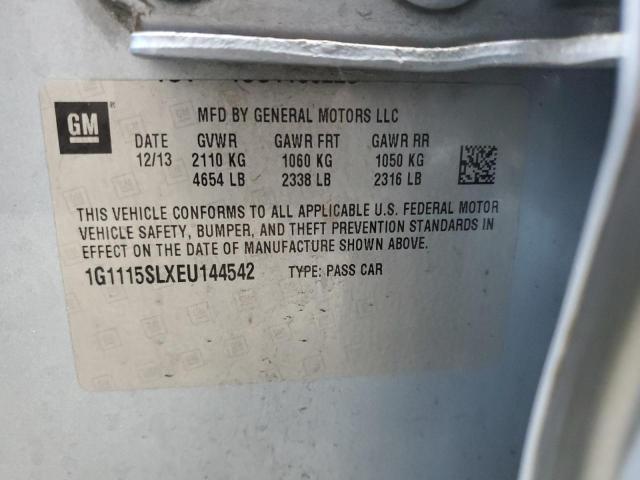 GM
MFD BY GENERAL MOTORS LLC
DATE GVWR GAWR FRT GAWR RR
12/13 2110 KG 1060 KG 1050 KG
4654 LB 2338 LB 2316 LB
THIS VEHICLE CONFORMS TO ALL APPLICABLE U.S. FEDERAL MOTOR
VEHICLE SAFETY, BUMPER, AND THEFT PREVENTION STANDARDS IN
EFFECT ON THE DATE OF MANUFACTURE SHOWN ABOVE.
1G1115SLXEU144542 TYPE: PASS CAR